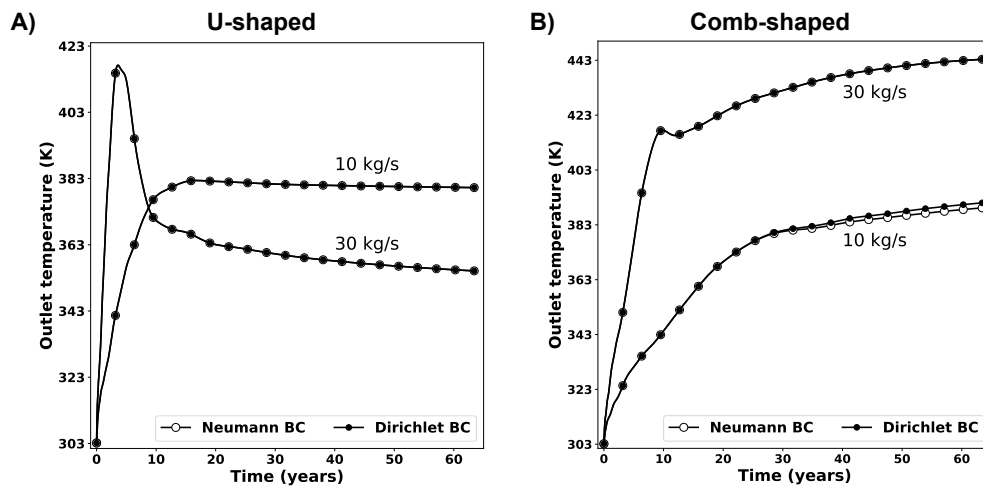 A)
U-shaped
Outlet temperature (K)
423
403
383
363
343
323
303
10 kg/s
30 kg/s
Neumann BC
Dirichlet BC
0 10 20 30 40 50 60
Time (years)
B)
Comb-shaped
Outlet temperature (K)
443
423
403
383
363
343
323
303
30 kg/s
10 kg/s
Neumann BC
Dirichlet BC
0 10 20 30 40 50 60
Time (years)